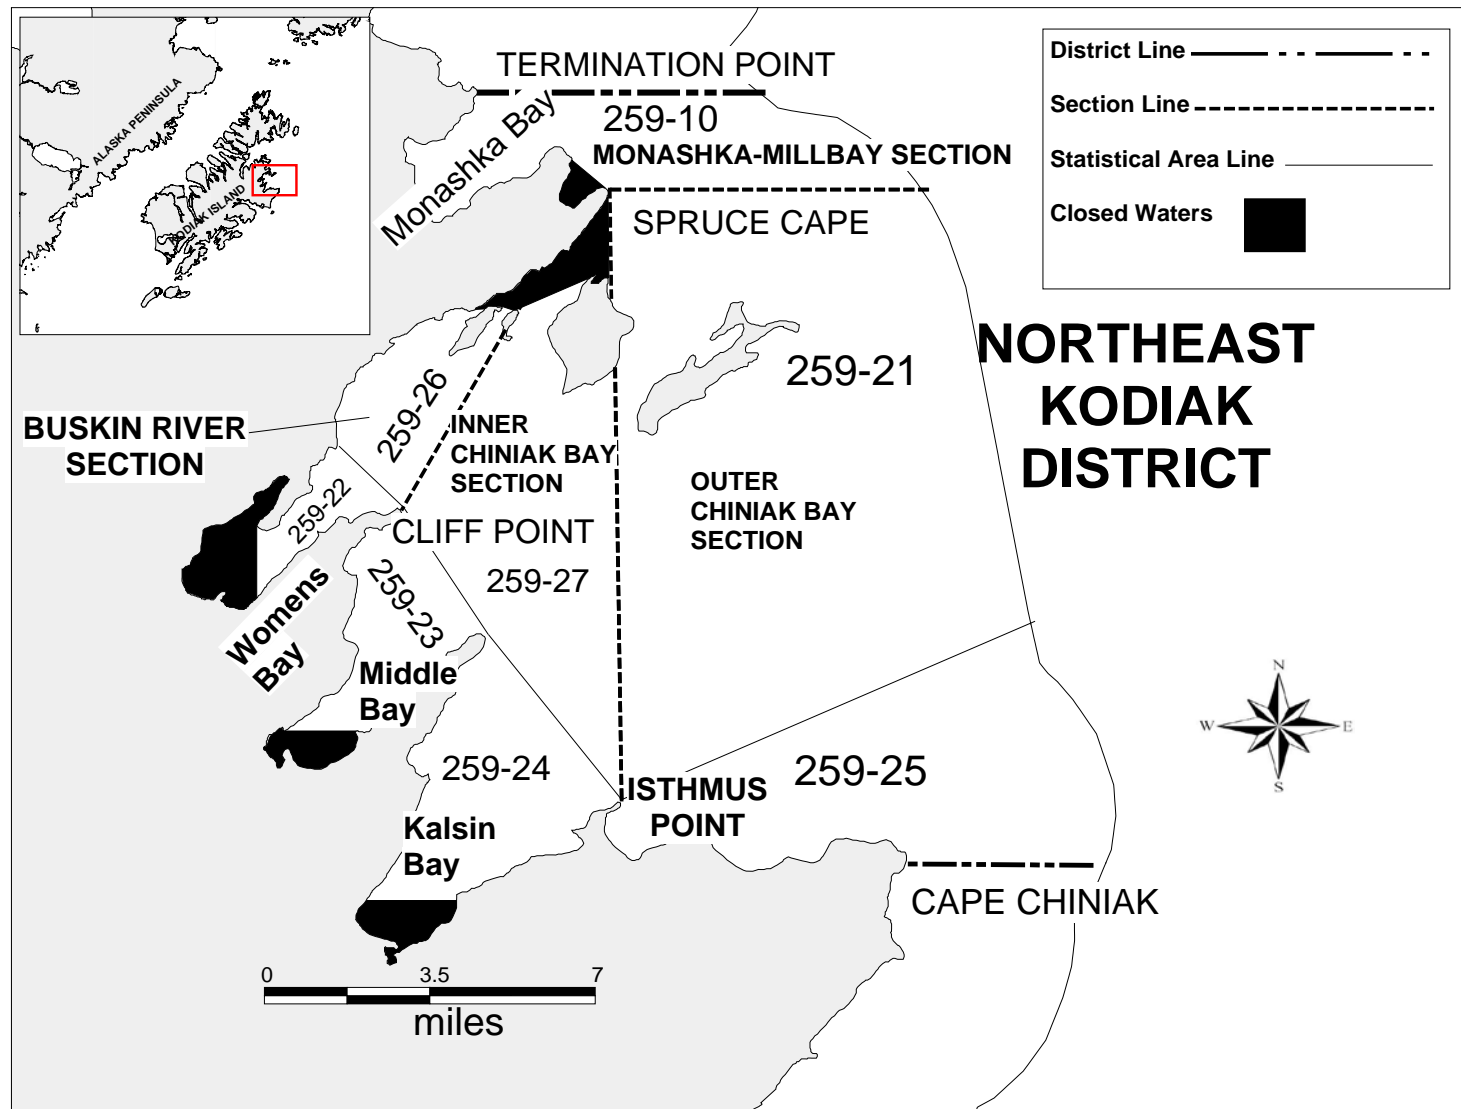 ALASKA PENINSULA
KODIAK ISLAND
TERMINATION POINT
259-10
Monashka Bay
MONASHKA-MILLBAY SECTION
SPRUCE CAPE
District Line
Section Line
Statistical Area Line
Closed Waters
NORTHEAST
KODIAK
DISTRICT
259-21
259-26
BUSKIN RIVER
SECTION
INNER
CHINIAK BAY
SECTION
OUTER
CHINIAK BAY
SECTION
259-22
CLIFF POINT
259-27
259-23
Womens
Bay
Middle
Bay
259-24
259-25
ISTHMUS
POINT
Kalsin
Bay
CAPE CHINIAK
N
W
E
S
0 3.5 7
miles